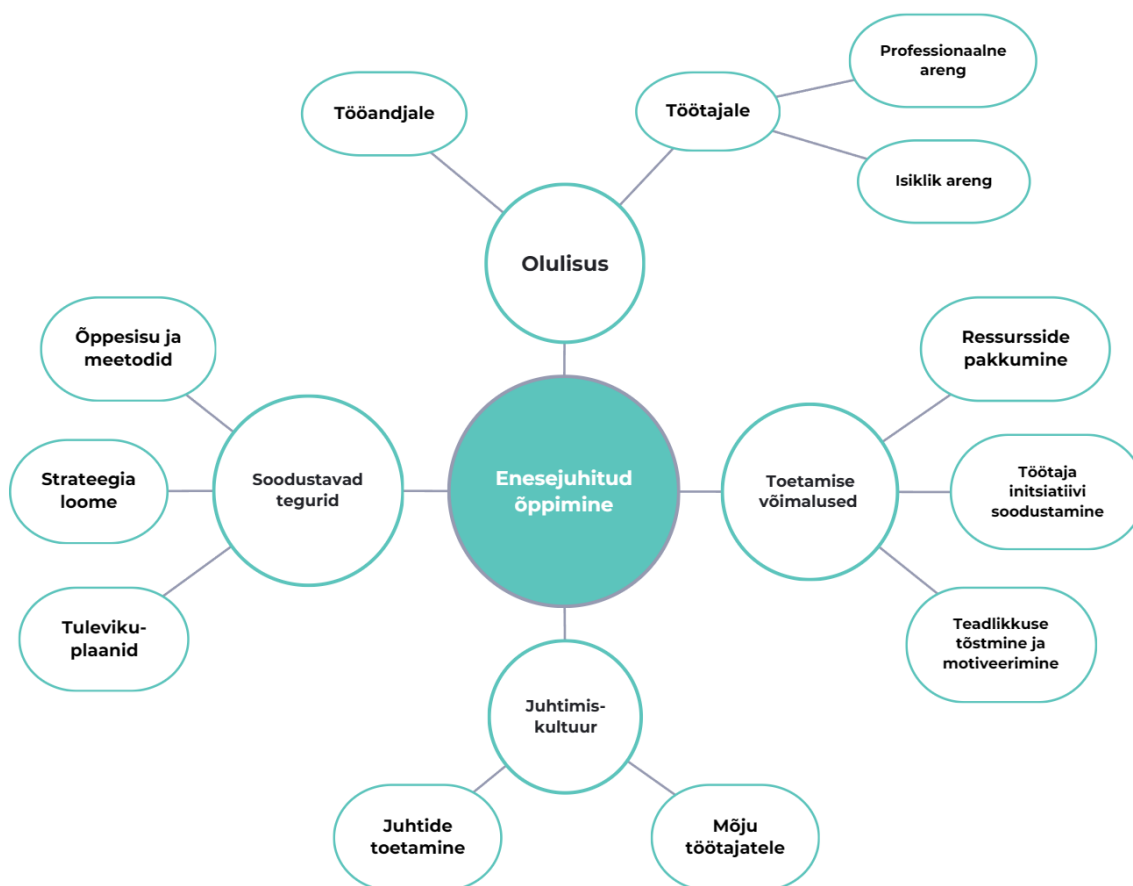 Professionaalne
areng
Tööandjale
Töötajale
Isiklik areng
Olulisus
Õppesisu ja
meetodid
Ressursside
pakkumine
Strateegia
loome
Soodustavad
tegurid
Enesejuhitud
õppimine
Toetamise
võimalused
Töötaja
initsiatiivi
soodustamine
Tuleviku-
plaanid
Teadlikkuse
tõstmine ja
motiveerimine
Juhtimis-
kultuur
Juhtide
toetamine
Mõju
töötajatele